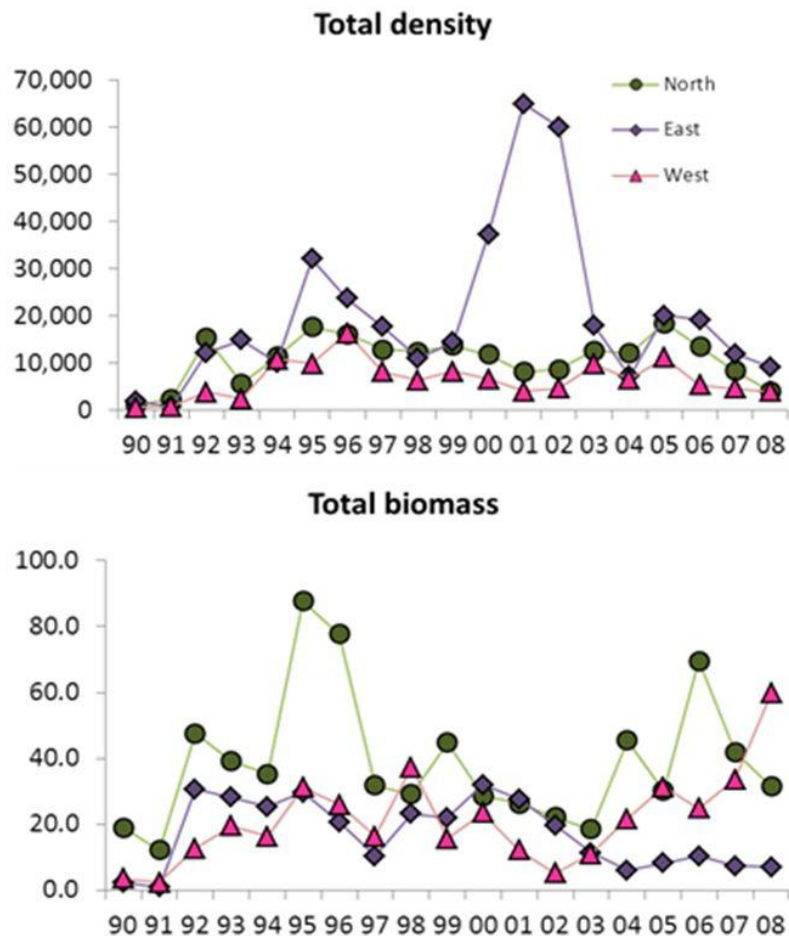 Total density
70,000
60,000
50,000
40,000
30,000
20,000
10,000
0
North
East
West
90 91 92 93 94 95 96 97 98 99 00 01 02 03 04 05 06 07 08
Total biomass
100.0
80.0
60.0
40.0
20.0
0.0
90 91 92 93 94 95 96 97 98 99 00 01 02 03 04 05 06 07 08